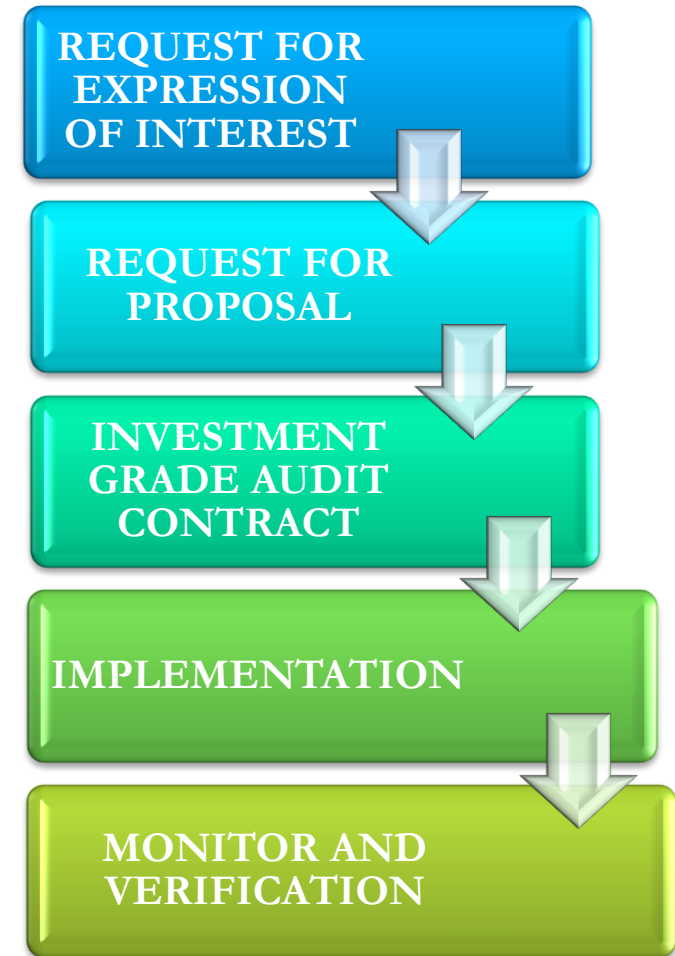 REQUEST FOR
EXPRESSION
OF INTEREST
REQUEST FOR
PROPOSAL
INVESTMENT
GRADE AUDIT
CONTRACT
IMPLEMENTATION
MONITOR AND
VERIFICATION